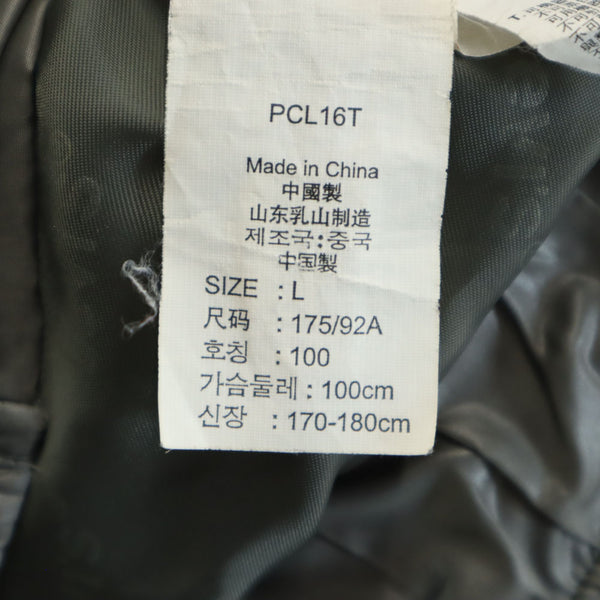 PCL16T
Made in China
中國製
山东乳山制造
제조국:중국
中国製
SIZE : L
尺码 : 175/92A
호칭 : 100
가슴둘레 : 100cm
신장 : 170-180cm